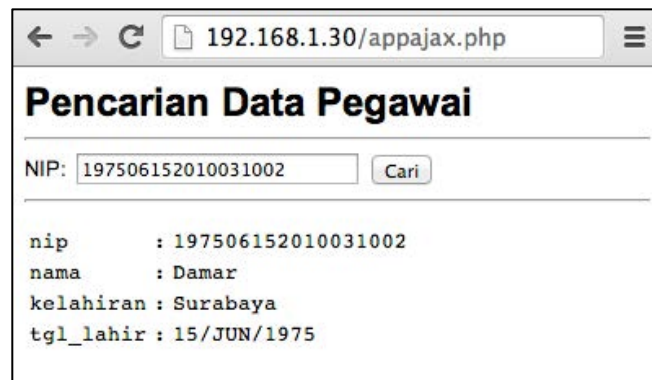 192.168.1.30/appajax.php
Pencarian Data Pegawai
NIP: 197506152010031002 Cari
nip : 197506152010031002
nama : Damar
kelahiran : Surabaya
tgl_lahir : 15/JUN/1975